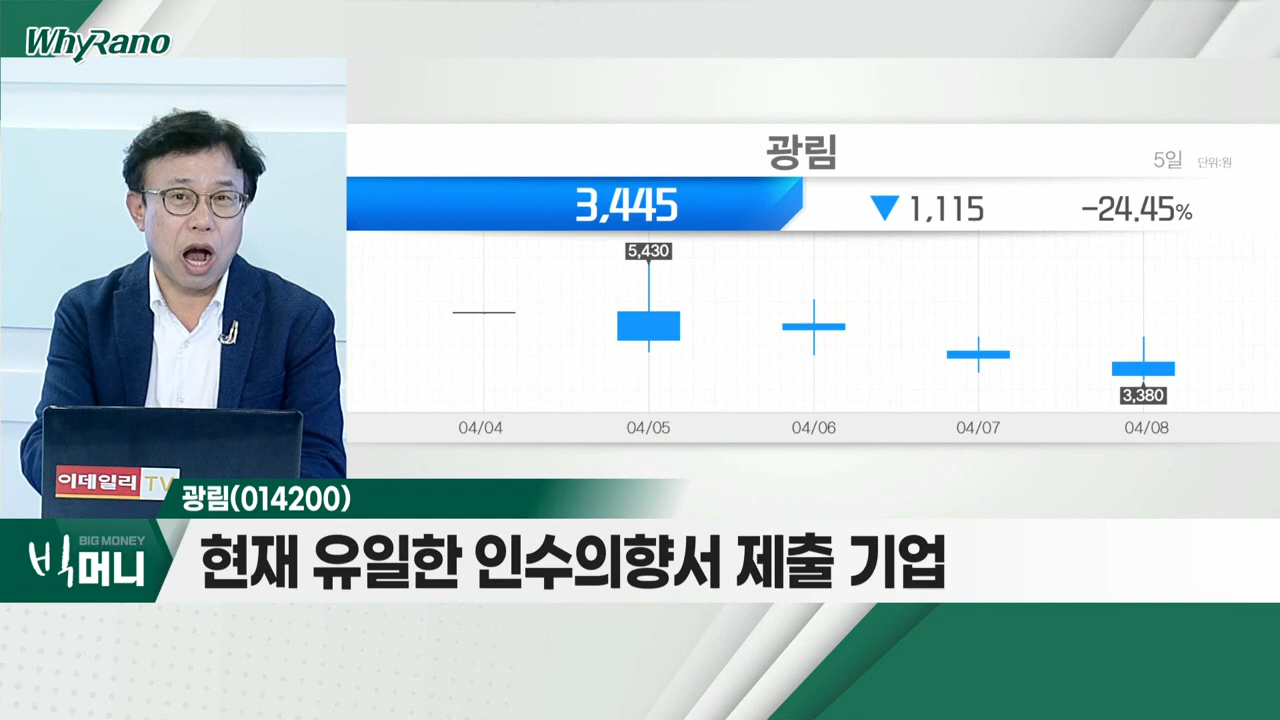 WhyRano
광림
5일 단위:원
3,445 ▼ 1,115 -24.45%
5,430
3,380
04/04 04/05 04/06 04/07 04/08
이데일리 TV
광림(014200)
BIG MONEY
빅머니
현재 유일한 인수의향서 제출 기업